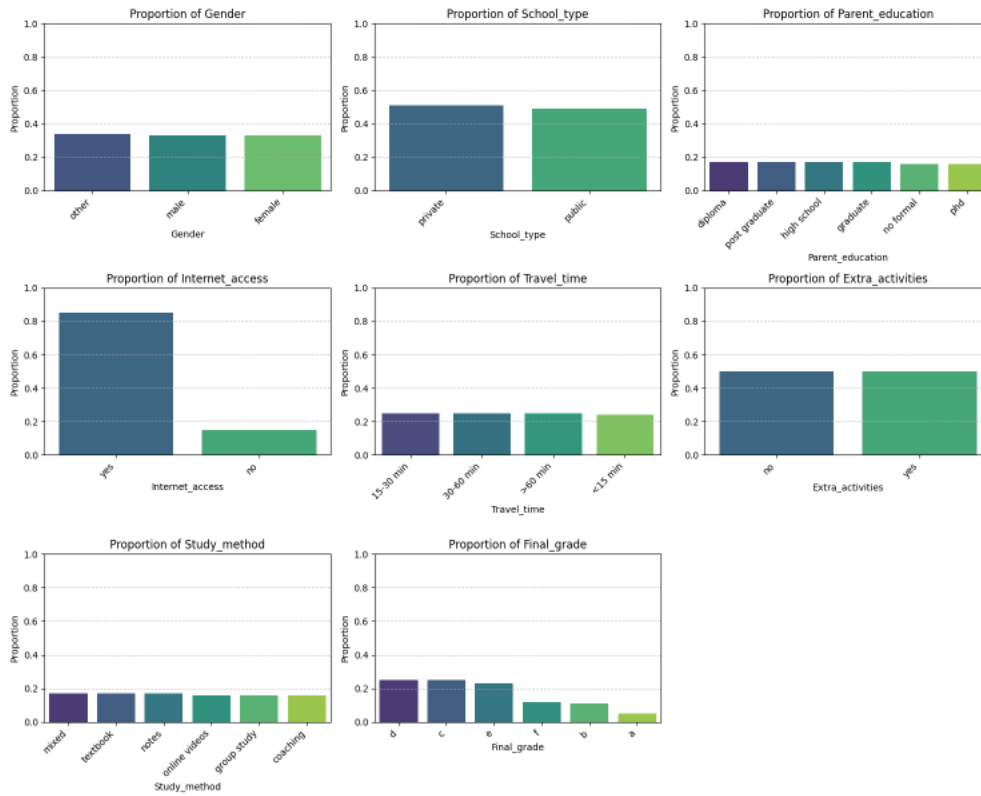 Proportion of Gender
1.0
0.8
0.6
0.4
0.2
0.0
Proportion
other
male
female
Gender
Proportion of School_type
1.0
0.8
0.6
0.4
0.2
0.0
Proportion
private
public
School_type
Proportion of Parent_education
1.0
0.8
0.6
0.4
0.2
0.0
Proportion
diploma
post graduate
high school
graduate
no formal
phd
Parent_education
Proportion of Internet_access
1.0
0.8
0.6
0.4
0.2
0.0
Proportion
yes
no
Internet_access
Proportion of Travel_time
1.0
0.8
0.6
0.4
0.2
0.0
Proportion
15-30 min
30-60 min
>60 min
<15 min
Travel_time
Proportion of Extra_activities
1.0
0.8
0.6
0.4
0.2
0.0
Proportion
no
yes
Extra_activities
Proportion of Study_method
1.0
0.8
0.6
0.4
0.2
0.0
Proportion
mixed
textbook
notes
online videos
group study
coaching
Study_method
Proportion of Final_grade
1.0
0.8
0.6
0.4
0.2
0.0
Proportion
d
c
e
f
b
a
Final_grade